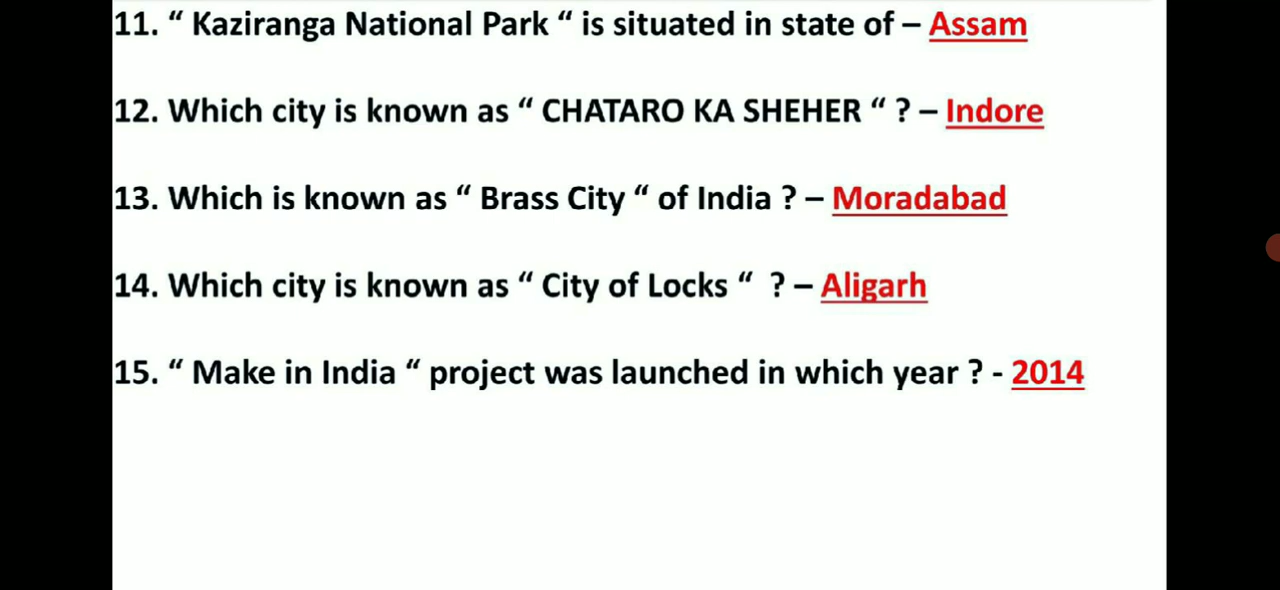 11. “ Kaziranga National Park “ is situated in state of – Assam
12. Which city is known as “ CHATARO KA SHEHER “ ? – Indore
13. Which is known as “ Brass City “ of India ? – Moradabad
14. Which city is known as “ City of Locks “  ? – Aligarh
15. “ Make in India “ project was launched in which year ? - 2014